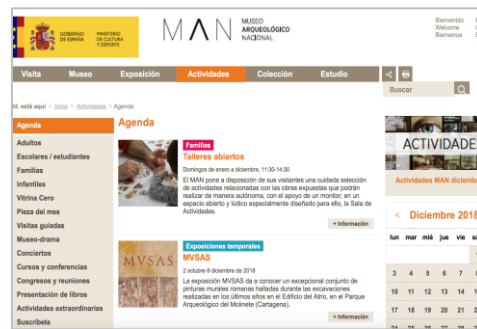 GOBIERNO
DE ESPAÑA
MINISTERIO
DE CULTURA
Y DEPORTE
MAN
MUSEO
ARQUEOLÓGICO
NACIONAL
Bienvenido
Welcome
Bienvenue
Visita Museo Exposición Actividades Colección Estudio
Buscar
Ud. está aquí > Inicio > Actividades > Agenda
Agenda
Adultos
Escolares / estudiantes
Familias
Infantiles
Vitrina Cero
Pieza del mes
Visitas guiadas
Museo-drama
Conciertos
Cursos y conferencias
Congresos y reuniones
Presentación de libros
Actividades extraordinarias
Suscríbete
Agenda
Familias
Talleres abiertos
Domingos de enero a diciembre, 11:30-14:30
El MAN pone a disposición de sus visitantes una cuidada selección
de actividades relacionadas con las obras expuestas que podrán
realizar de manera autónoma, con el apoyo de un monitor, en un
espacio abierto y lúdico especialmente diseñado para ello, la Sala de
Actividades.
+ Información
MVSAS
Exposiciones temporales
MVSAS
2 octubre-9 diciembre de 2018
La exposición MVSAS da a conocer un excepcional conjunto de
pinturas murales romanas halladas durante las excavaciones
realizadas en los últimos años en el Edificio del Atrio, en el Parque
Arqueológico del Molinete (Cartagena).
+ Información
ACTIVIDADE
Actividades MAN diciemb
< Diciembre 2018
lun mar mié jue vie
3 4 5 6 7
10 11 12 13 14
17 18 19 20 21